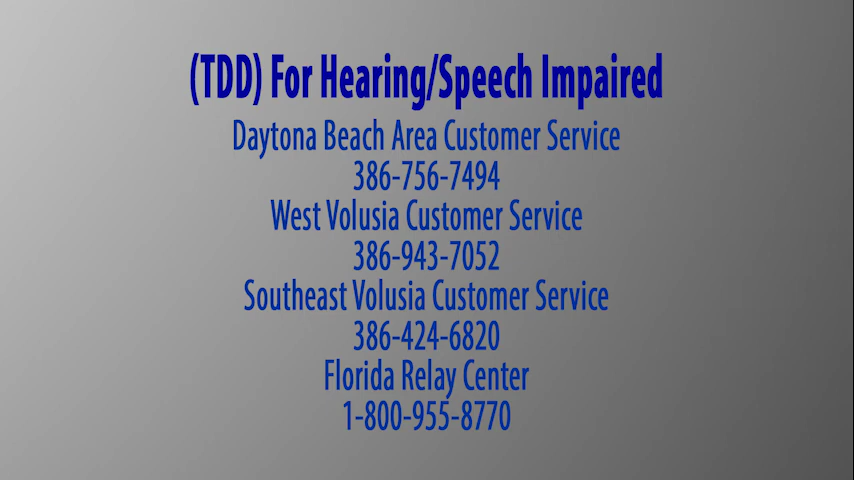 (TDD) For Hearing/Speech Impaired
Daytona Beach Area Customer Service
386-756-7494
West Volusia Customer Service
386-943-7052
Southeast Volusia Customer Service
386-424-6820
Florida Relay Center
1-800-955-8770